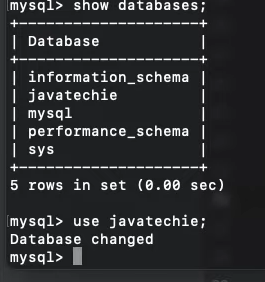 mysql> show databases;
+--------------------+
| Database           |
+--------------------+
| information_schema |
| javatechie         |
| mysql              |
| performance_schema |
| sys                |
+--------------------+
5 rows in set (0.00 sec)

mysql> use javatechie;
Database changed
mysql>